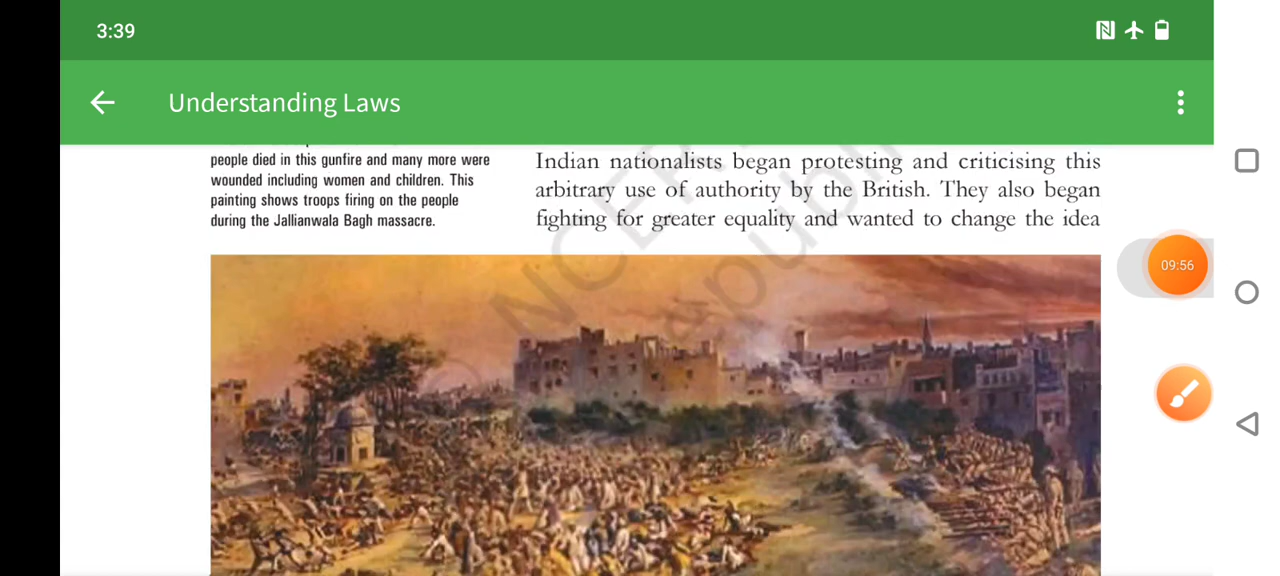 3:39
Understanding Laws
people died in this gunfire and many more were
wounded including women and children. This
painting shows troops firing on the people
during the Jallianwala Bagh massacre.
Indian nationalists began protesting and criticising this
arbitrary use of authority by the British. They also began
fighting for greater equality and wanted to change the idea
09:56
© NCER
republi